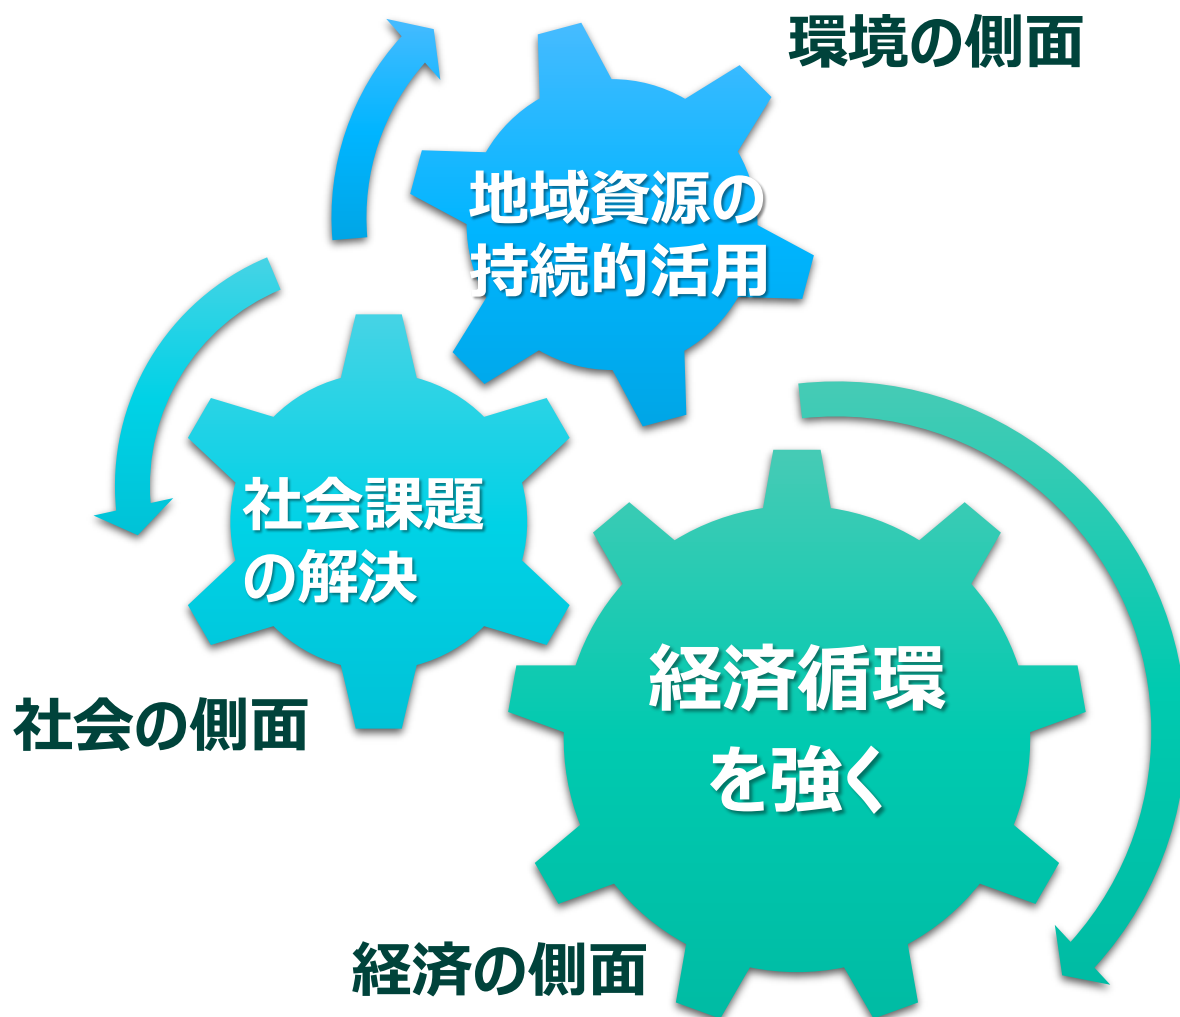 環境の側面
地域資源の
持続的活用
社会課題
の解決
社会の側面
経済循環
を強く
経済の側面